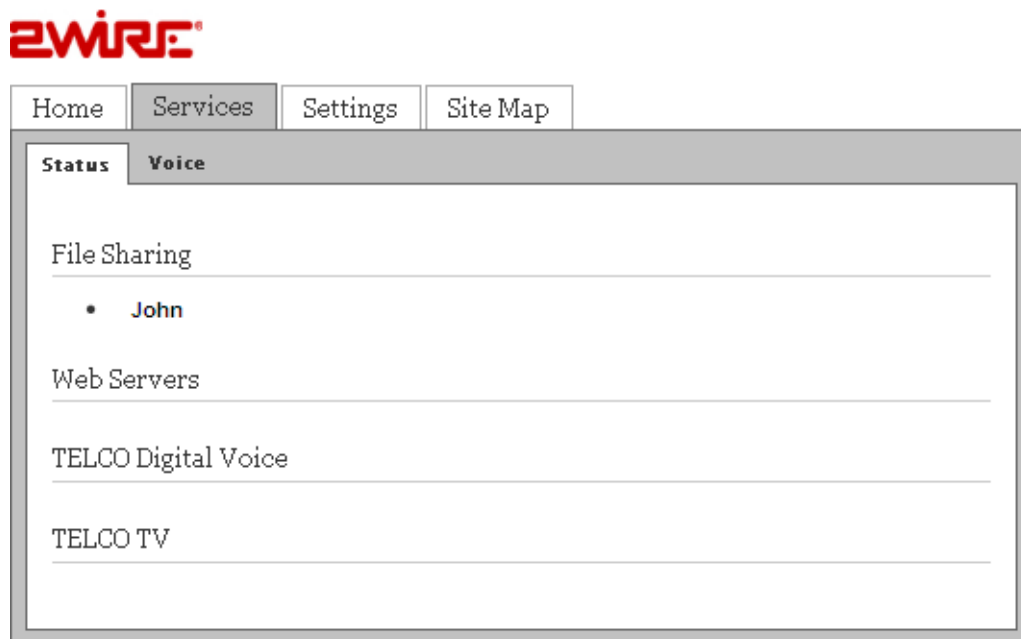 2WIRE®
Home Services Settings Site Map
Status Voice
File Sharing
• John
Web Servers
TELCO Digital Voice
TELCO TV